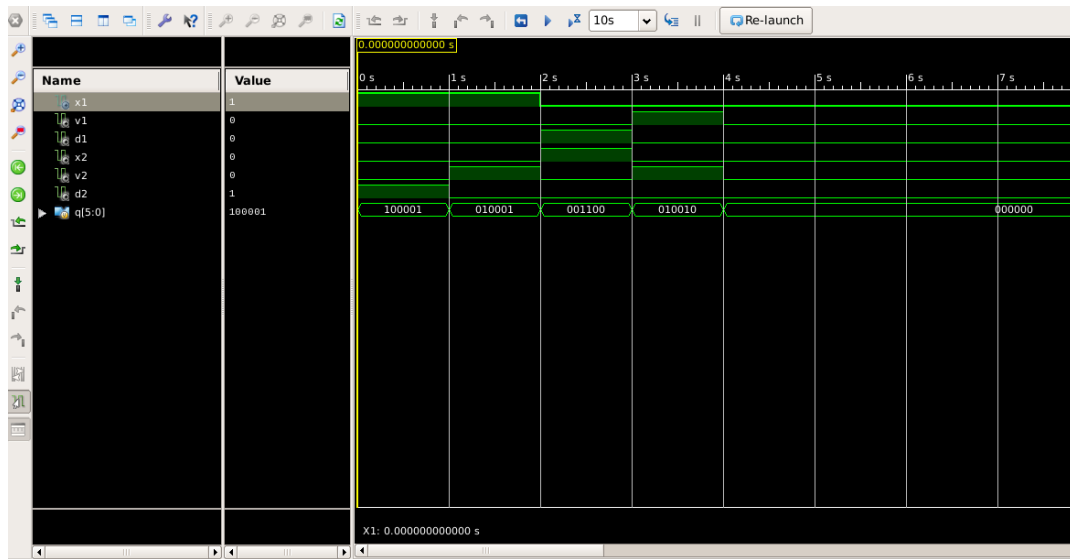 10s Re-launch
0.000000000000 s
Name Value 0 s 1 s 2 s 3 s 4 s 5 s 6 s 7 s
x1 1
v1 0
d1 0
x2 0
v2 0
d2 1
q[5:0] 100001 100001 010001 001100 010010 000000
X1: 0.000000000000 s